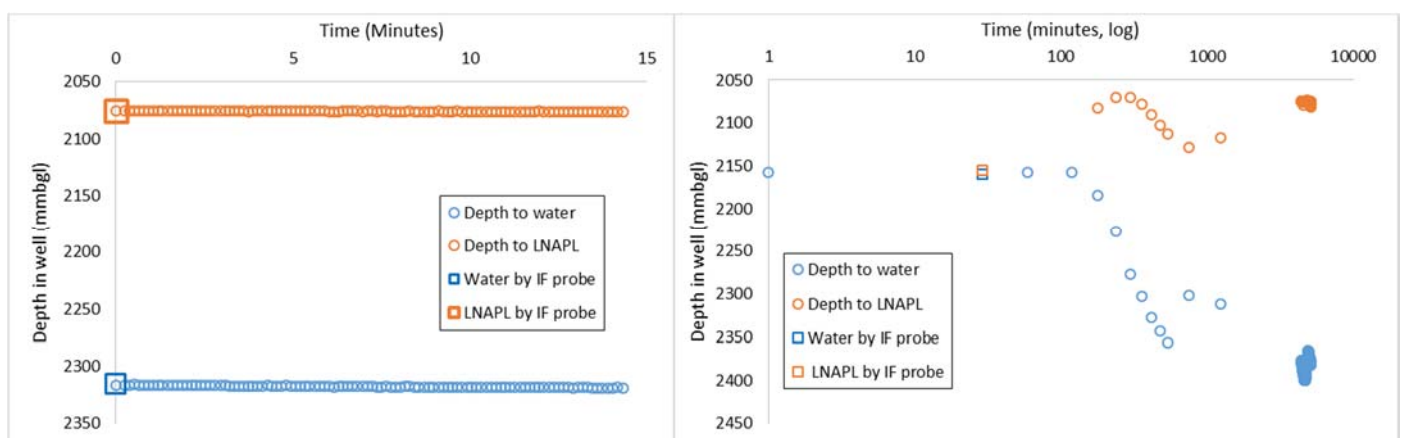 Time (Minutes)
0 5 10 15
2050
2100
2150
2200
2250
2300
2350
Depth in well (mmbgl)
Depth to water
Depth to LNAPL
Water by IF probe
LNAPL by IF probe
Time (minutes, log)
1 10 100 1000 10000
2050
2100
2150
2200
2250
2300
2350
2400
2450
Depth in well (mmbgl)
Depth to water
Depth to LNAPL
Water by IF probe
LNAPL by IF probe